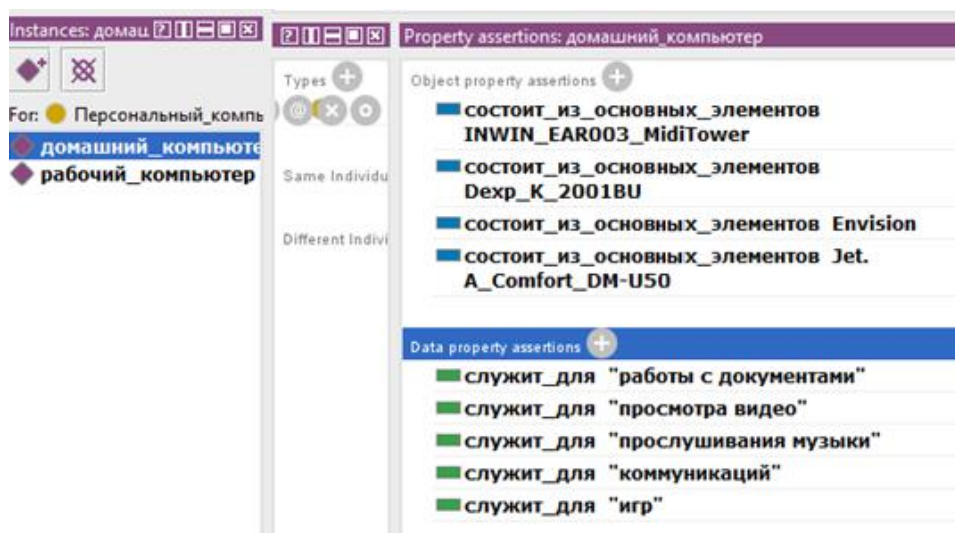 Instances: домаш
Property assertions: домашний_компьютер
For: Персональный_компь
домашний_компьюте
рабочий_компьютер
Types
Same Individu
Different Indivi
Object property assertions
состоит_из_основных_элементов
INWIN_EAR003_MidiTower
состоит_из_основных_элементов
Dexp_K_2001BU
состоит_из_основных_элементов Envision
состоит_из_основных_элементов Jet.
A_Comfort_DM-U50
Data property assertions
служит_для "работы с документами"
служит_для "просмотра видео"
служит_для "прослушивания музыки"
служит_для "коммуникаций"
служит_для "игр"